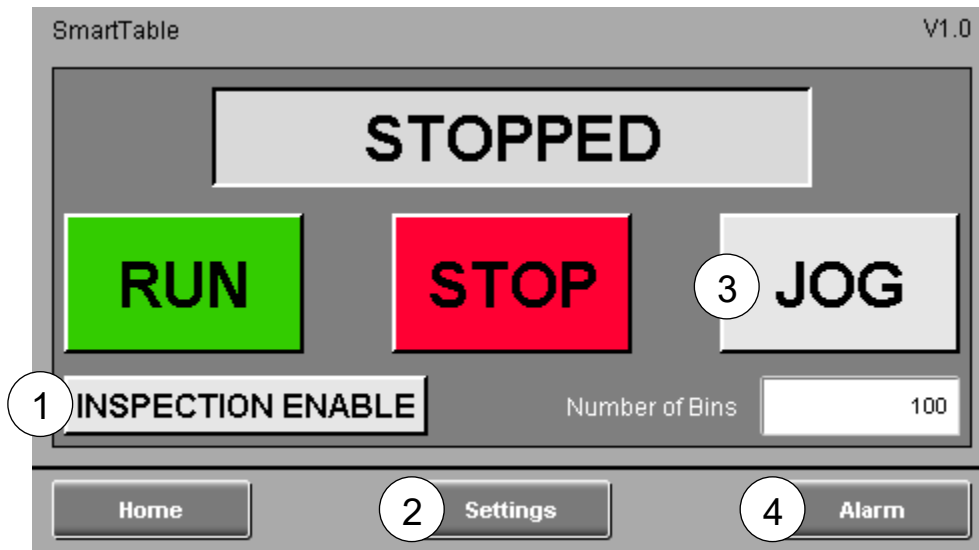 SmartTable V1.0
STOPPED
RUN STOP 3 JOG
1 INSPECTION ENABLE Number of Bins 100
Home 2 Settings 4 Alarm